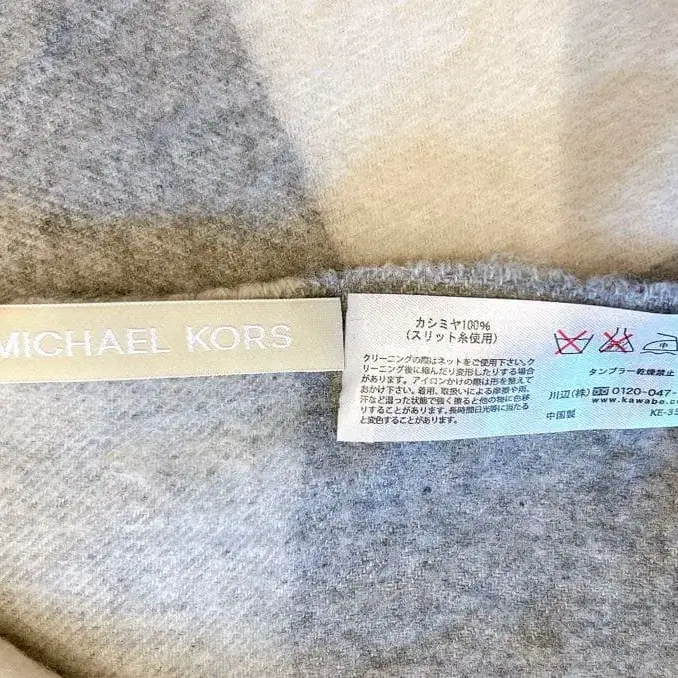 MICHAEL KORS
カシミヤ100%
(スリット糸使用)
クリーニングの際はネットをご使用下さい。ク
リーニング後に縮んだり変形したりする場合
があります。アイロンかけの際は形を整えて
おかけ下さい。着用、取扱いによる摩擦や雨、
汗など湿った状態で強く擦ると他の物に色移
りすることがあります。長時間日光等に当たる
と変色することがあります。
中
タンブラー乾燥禁止
川辺(株) 0120-047-
www.kawabe.co
中国製 KE-35